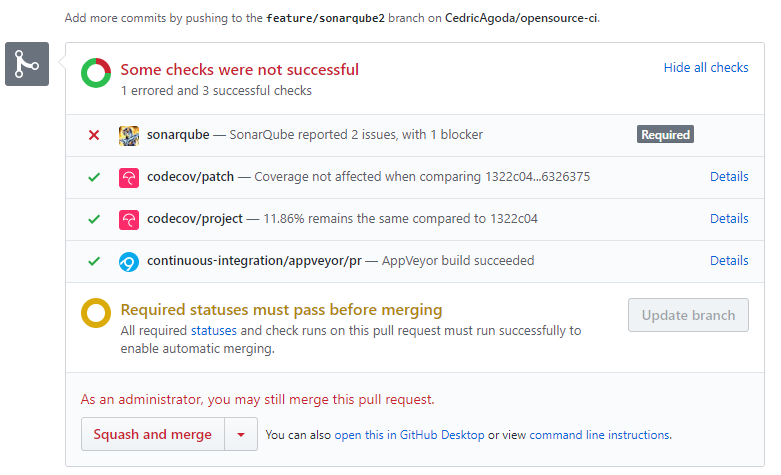 Add more commits by pushing to the feature/sonarqube2 branch on CedricAgoda/opensource-ci.
Some checks were not successful
Hide all checks
1 errored and 3 successful checks
sonarqube — SonarQube reported 2 issues, with 1 blocker
Required
codecov/patch — Coverage not affected when comparing 1322c04...6326375
Details
codecov/project — 11.86% remains the same compared to 1322c04
Details
continuous-integration/appveyor/pr — AppVeyor build succeeded
Details
Required statuses must pass before merging
All required statuses and check runs on this pull request must run successfully to
enable automatic merging.
Update branch
As an administrator, you may still merge this pull request.
Squash and merge
You can also open this in GitHub Desktop or view command line instructions.